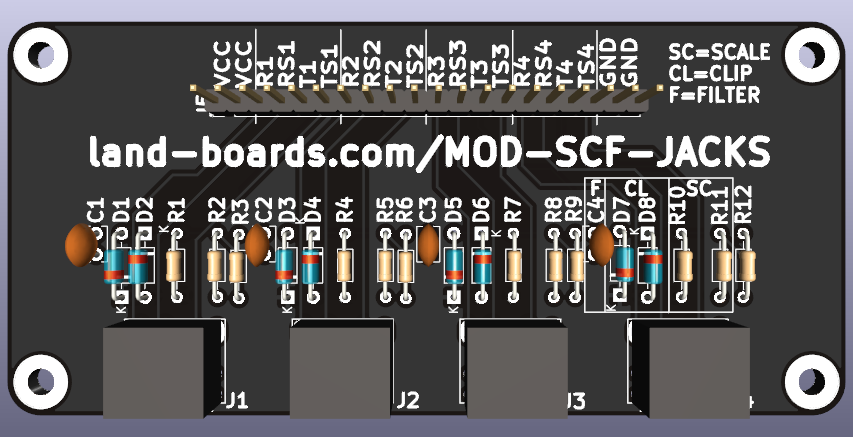 VCC VCC R1 RS1 T1 TS1 R2 RS2 T2 TS2 R3 RS3 T3 TS3 R4 RS4 T4 TS4 GND GND
SC=SCALE
CL=CLIP
F=FILTER
land-boards.com/MOD-SCF-JACKS
F CL SC
C1 D1 D2 R1 R2 R3 C2 D3 D4 R4 R5 R6 C3 D5 D6 R7 R8 R9 C4 D7 D8 R10 R11 R12
K K K K
K K K K
J1 J2 J3